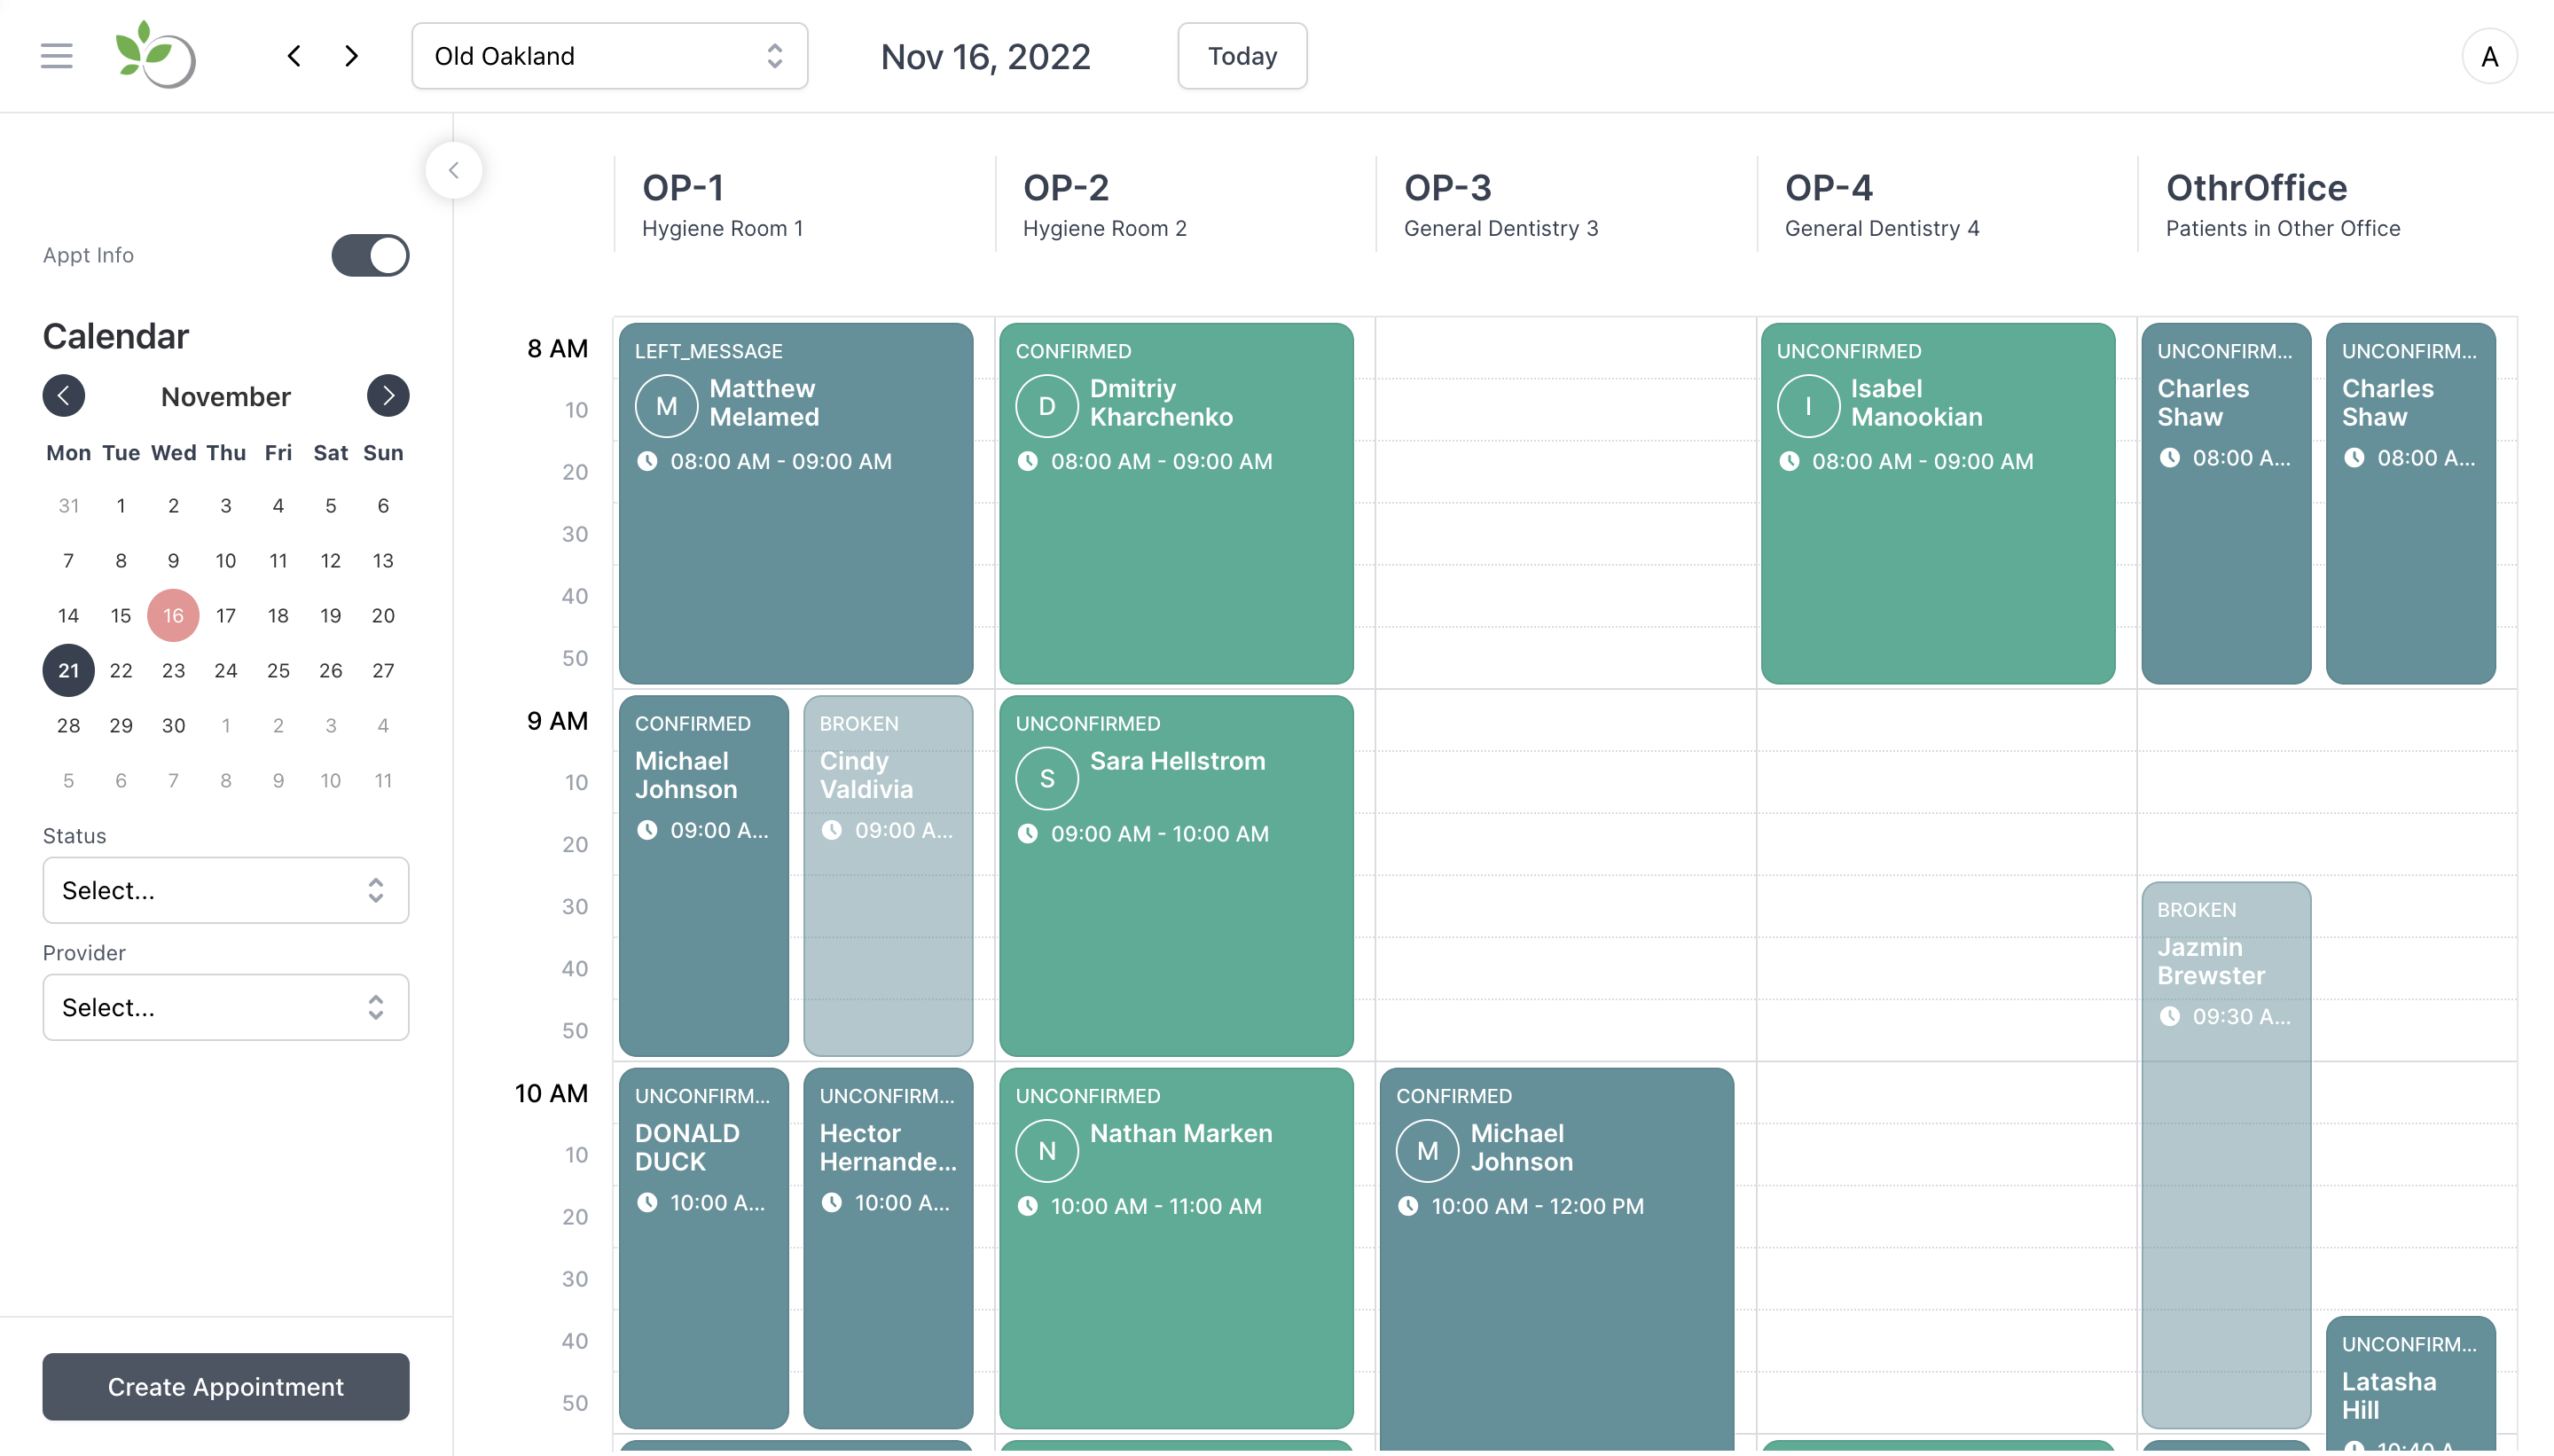 Old Oakland
Nov 16, 2022
Today
A
Appt Info
Calendar
November
Mon Tue Wed Thu Fri Sat Sun
31 1 2 3 4 5 6
7 8 9 10 11 12 13
14 15 16 17 18 19 20
21 22 23 24 25 26 27
28 29 30 1 2 3 4
5 6 7 8 9 10 11
Status
Select...
Provider
Select...
Create Appointment
OP-1
Hygiene Room 1
OP-2
Hygiene Room 2
OP-3
General Dentistry 3
OP-4
General Dentistry 4
OthrOffice
Patients in Other Office
8 AM
10
20
30
40
50
9 AM
10
20
30
40
50
10 AM
10
20
30
40
50
LEFT_MESSAGE
M
Matthew
Melamed
08:00 AM - 09:00 AM
CONFIRMED
Michael
Johnson
09:00 A...
BROKEN
Cindy
Valdivia
09:00 A...
UNCONFIRM...
DONALD
DUCK
10:00 A...
UNCONFIRM...
Hector
Hernande...
10:00 A...
CONFIRMED
D
Dmitriy
Kharchenko
08:00 AM - 09:00 AM
UNCONFIRMED
S
Sara Hellstrom
09:00 AM - 10:00 AM
UNCONFIRMED
N
Nathan Marken
10:00 AM - 11:00 AM
CONFIRMED
M
Michael
Johnson
10:00 AM - 12:00 PM
UNCONFIRMED
I
Isabel
Manookian
08:00 AM - 09:00 AM
UNCONFIRM...
Charles
Shaw
08:00 A...
UNCONFIRM...
Charles
Shaw
08:00 A...
BROKEN
Jazmin
Brewster
09:30 A...
UNCONFIRM...
Latasha
Hill
10:40 A...